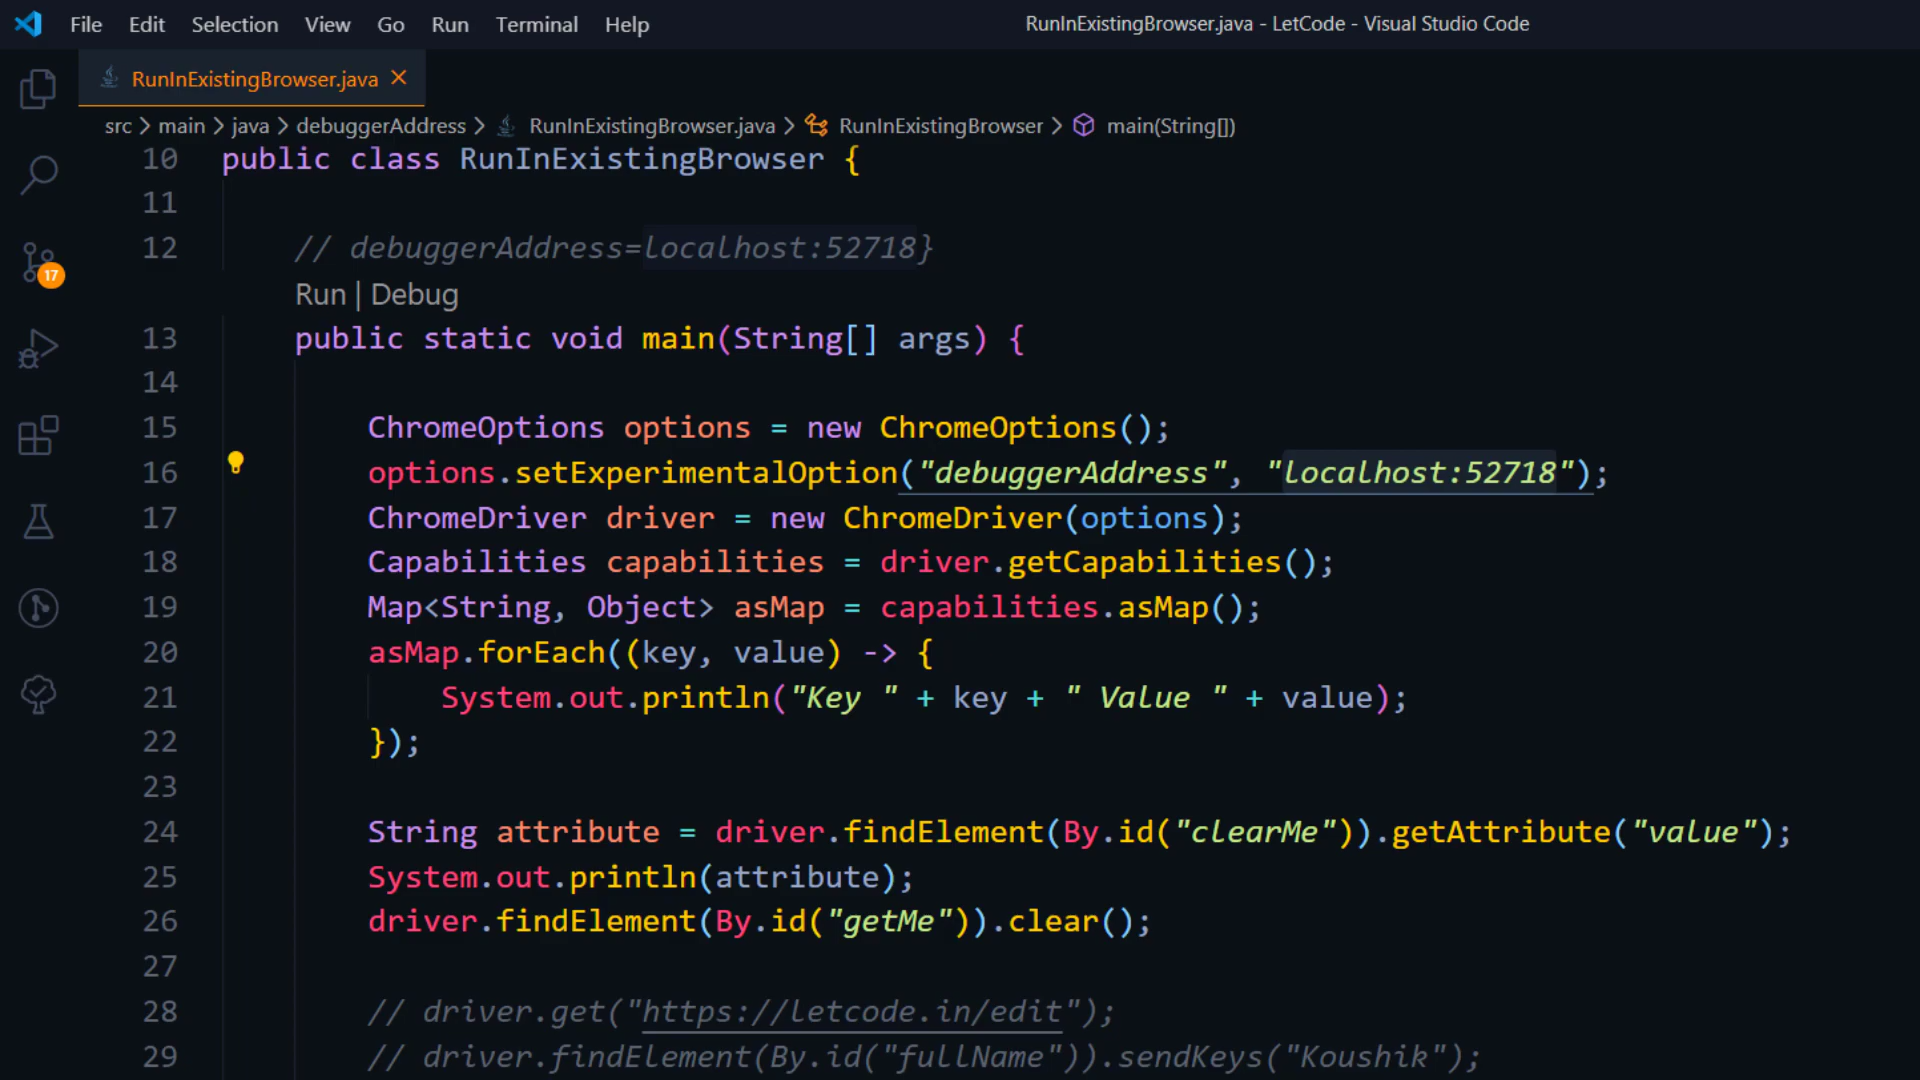 File Edit Selection View Go Run Terminal Help RunInExistingBrowser.java - LetCode - Visual Studio Code
RunInExistingBrowser.java ×
src > main > java > debuggerAddress > RunInExistingBrowser.java > RunInExistingBrowser > main(String[])
10 public class RunInExistingBrowser {
11
12 // debuggerAddress=localhost:52718}
Run | Debug
13 public static void main(String[] args) {
14
15 ChromeOptions options = new ChromeOptions();
16 options.setExperimentalOption("debuggerAddress", "localhost:52718");
17 ChromeDriver driver = new ChromeDriver(options);
17
18 Capabilities capabilities = driver.getCapabilities();
19 Map<String, Object> asMap = capabilities.asMap();
20 asMap.forEach((key, value) -> {
21 System.out.println("Key " + key + " Value " + value);
22 });
23
24 String attribute = driver.findElement(By.id("clearMe")).getAttribute("value");
25 System.out.println(attribute);
26 driver.findElement(By.id("getMe")).clear();
27
28 // driver.get("https://letcode.in/edit");
29 // driver.findElement(By.id("fullName")).sendKeys("Koushik");